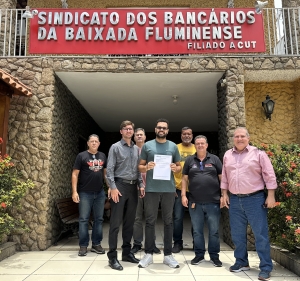 SINDICATO DOS BANCÁRIOS
DA BAIXADA FLUMINENSE
FILIADO A CUT